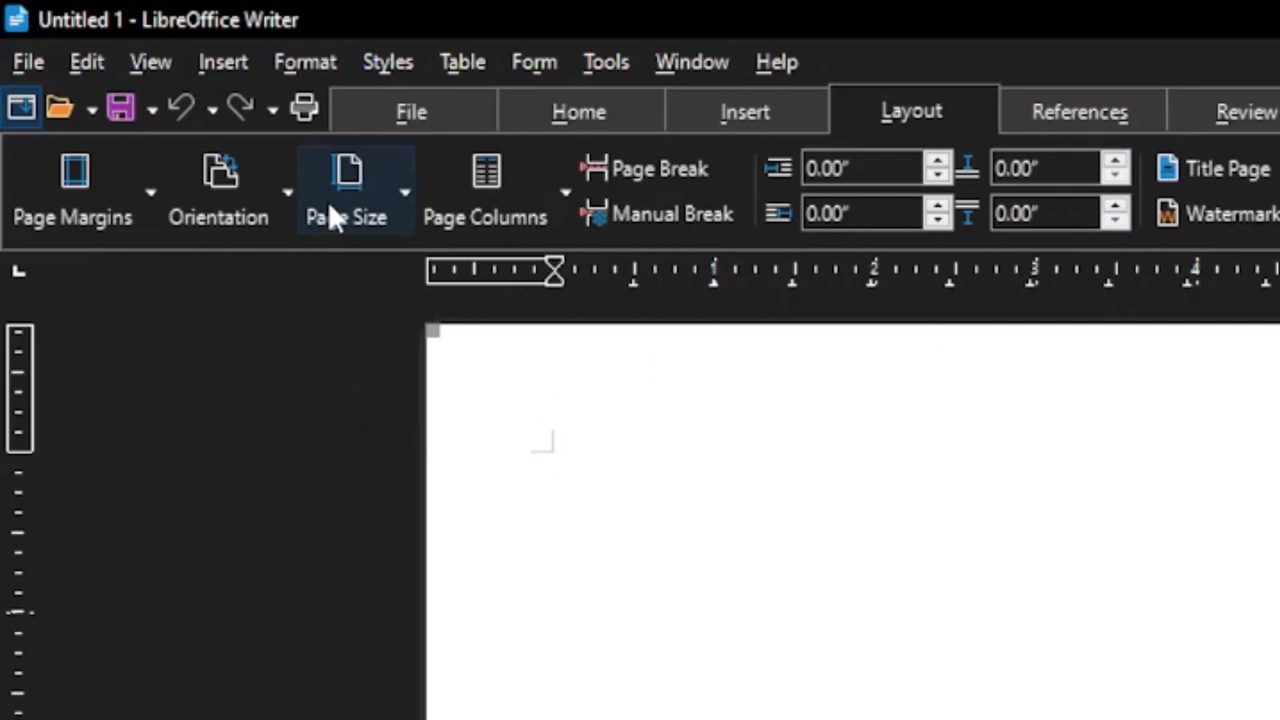 Untitled 1 - LibreOffice Writer
File Edit View Insert Format Styles Table Form Tools Window Help
File Home Insert Layout References Review
Page Margins Orientation Page Size Page Columns
Page Break 0.00" 0.00" Title Page
Manual Break 0.00" 0.00" Watermark
1 2 3 4